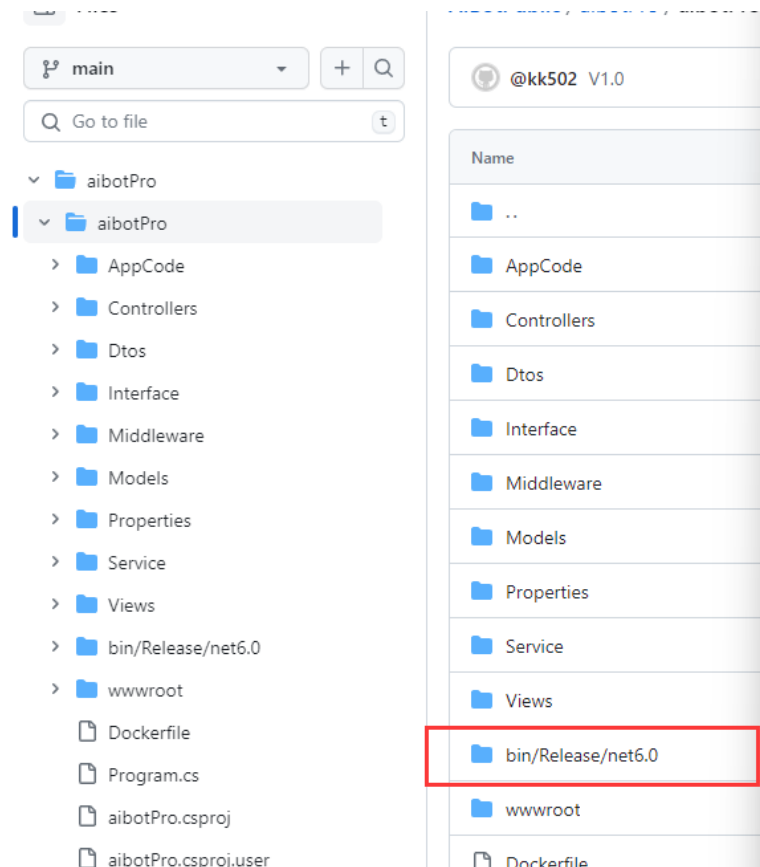 main
Go to file
t
aibotPro
aibotPro
AppCode
Controllers
Dtos
Interface
Middleware
Models
Properties
Service
Views
bin/Release/net6.0
wwwroot
Dockerfile
Program.cs
aibotPro.csproj
aibotPro.csproj.user
@kk502 V1.0
Name
..
AppCode
Controllers
Dtos
Interface
Middleware
Models
Properties
Service
Views
bin/Release/net6.0
wwwroot
Dockerfile